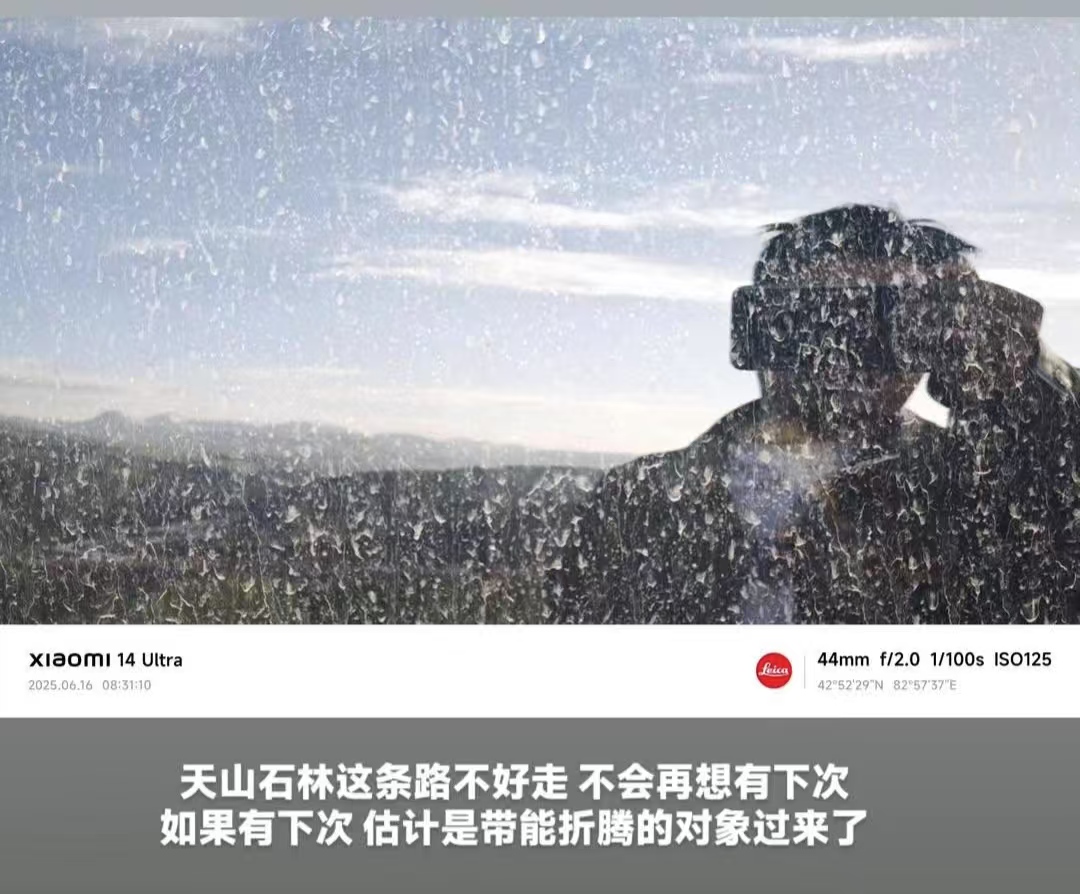 XIAOMI 14 Ultra
2025.06.16 08:31:10
Leica
44mm f/2.0 1/100s ISO125
42°52'29"N 82°57'37"E
天山石林这条路不好走 不会再想有下次
如果有下次 估计是带能折腾的对象过来了